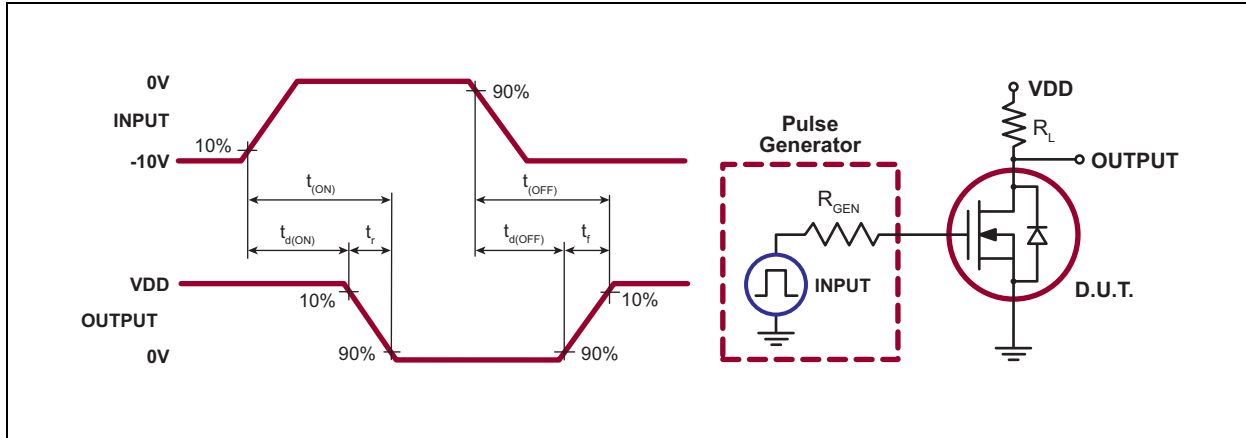 0V
90%
INPUT
10%
-10V
t(ON)
t(OFF)
td(ON)
tr
td(OFF)
tf
VDD
10%
10%
OUTPUT
0V
90%
90%
Pulse
Generator
RGEN
INPUT
VDD
RL
OUTPUT
D.U.T.